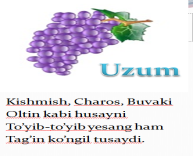 Uzum
Kishmish, Charos, Buvaki
Oltin kabi husayni
To'yib-to'yib yesang ham
Tag'in ko'ngil tusaydi.